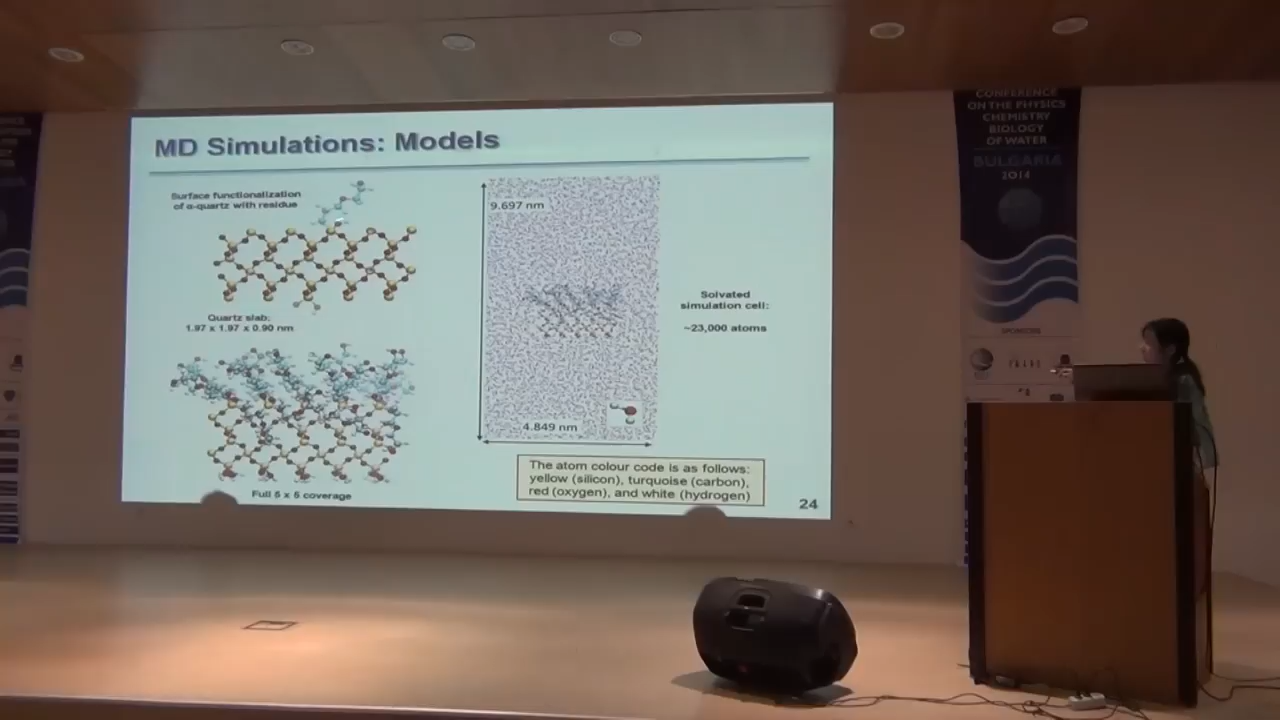 MD Simulations: Models
Surface functionalization
of α-quartz with residue
Quartz slab:
1.97 x 1.97 x 0.90 nm
Full 5 x 5 coverage
9.697 nm
4.849 nm
Solvated
simulation cell:
~23,000 atoms
The atom colour code is as follows:
yellow (silicon), turquoise (carbon),
red (oxygen), and white (hydrogen)
24
CONFERENCE
ON THE PHYSICS
CHEMISTRY
BIOLOGY
OF WATER
BULGARIA
2014
SPONSORS